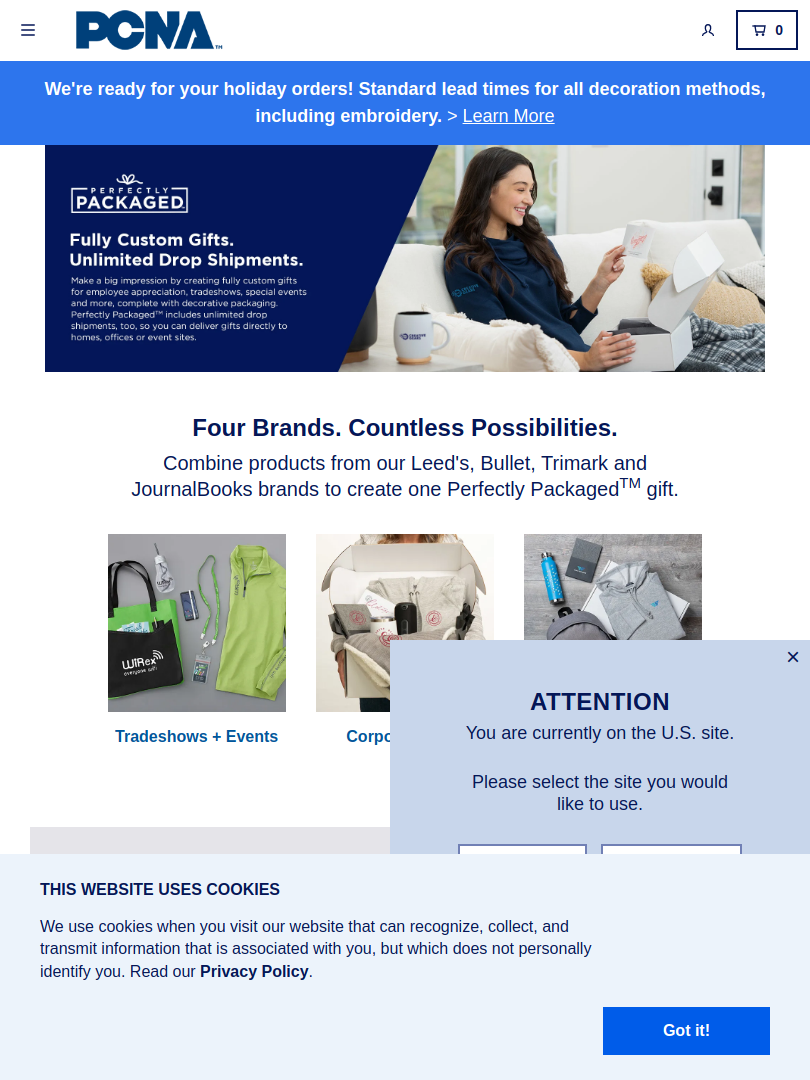 PCNA™
0
We're ready for your holiday orders! Standard lead times for all decoration methods,
including embroidery. > Learn More
PERFECTLY
PACKAGED
Fully Custom Gifts.
Unlimited Drop Shipments.
Make a big impression by creating fully custom gifts
for employee appreciation, tradeshows, special events
and more, complete with decorative packaging.
Perfectly Packaged™ includes unlimited drop
shipments, too, so you can deliver gifts directly to
homes, offices or event sites.
Four Brands. Countless Possibilities.
Combine products from our Leed's, Bullet, Trimark and
JournalBooks brands to create one Perfectly Packaged™ gift.
WiRex
Tradeshows + Events
Corpo
ATTENTION
You are currently on the U.S. site.
Please select the site you would
like to use.
THIS WEBSITE USES COOKIES
We use cookies when you visit our website that can recognize, collect, and
transmit information that is associated with you, but which does not personally
identify you. Read our Privacy Policy.
Got it!